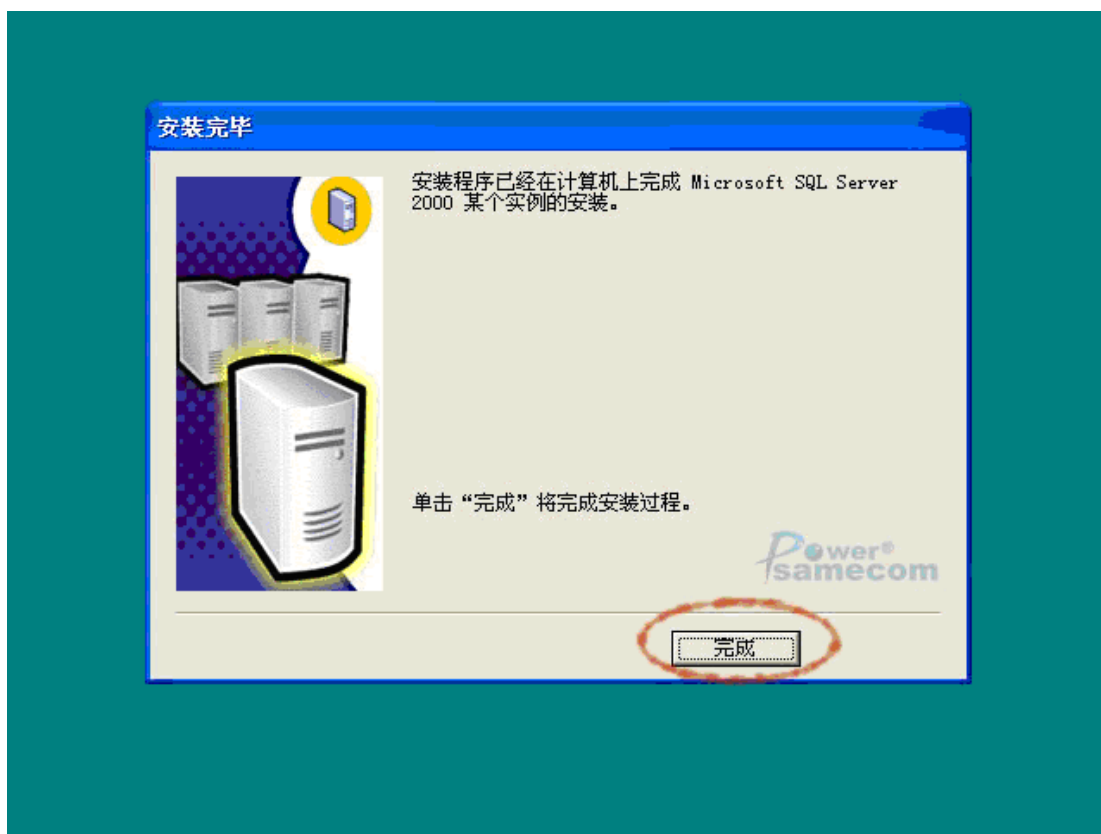 安装完毕
安装程序已经在计算机上完成 Microsoft SQL Server
2000 某个实例的安装。
单击“完成”将完成安装过程。
Power®
samecom
完成